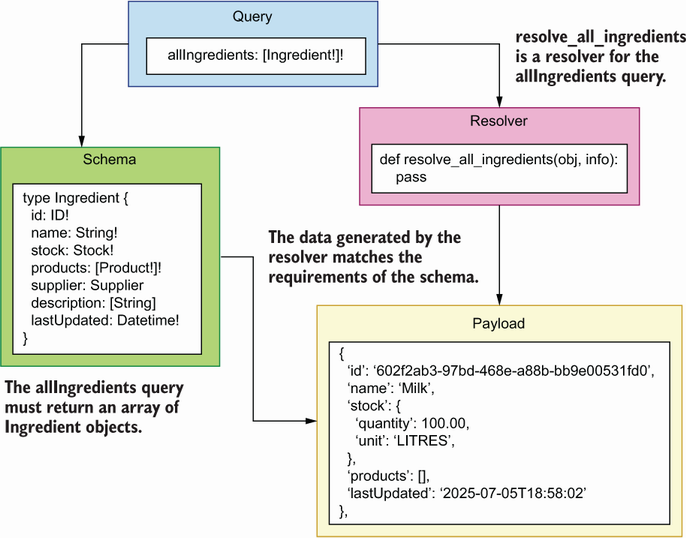 Query
allIngredients: [Ingredient!]!
resolve_all_ingredients
is a resolver for the
allIngredients query.
Resolver
def resolve_all_ingredients(obj, info):
pass
Schema
type Ingredient {
id: ID!
name: String!
stock: Stock!
products: [Product!]!
supplier: Supplier
description: [String]
lastUpdated: Datetime!
}
The data generated by the
resolver matches the
requirements of the schema.
The allIngredients query
must return an array of
Ingredient objects.
Payload
{
‘id’: ‘602f2ab3-97bd-468e-a88b-bb9e00531fd0’,
‘name’: ‘Milk’,
‘stock’: {
‘quantity’: 100.00,
‘unit’: ‘LITRES’,
},
‘products’: [],
‘lastUpdated’: ‘2025-07-05T18:58:02’
},